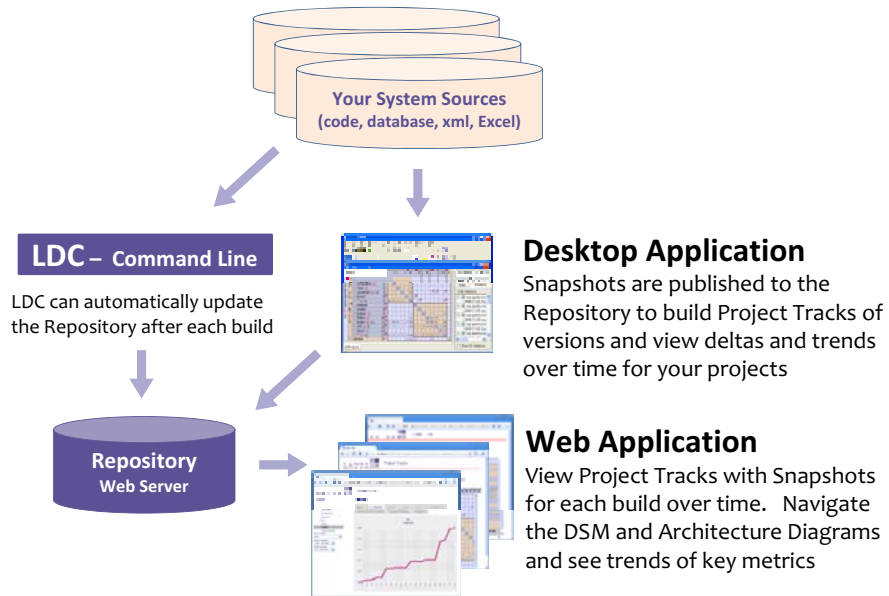 Your System Sources
(code, database, xml, Excel)
LDC – Command Line
LDC can automatically update
the Repository after each build
Desktop Application
Snapshots are published to the
Repository to build Project Tracks of
versions and view deltas and trends
over time for your projects
Repository
Web Server
Web Application
View Project Tracks with Snapshots
for each build over time. Navigate
the DSM and Architecture Diagrams
and see trends of key metrics